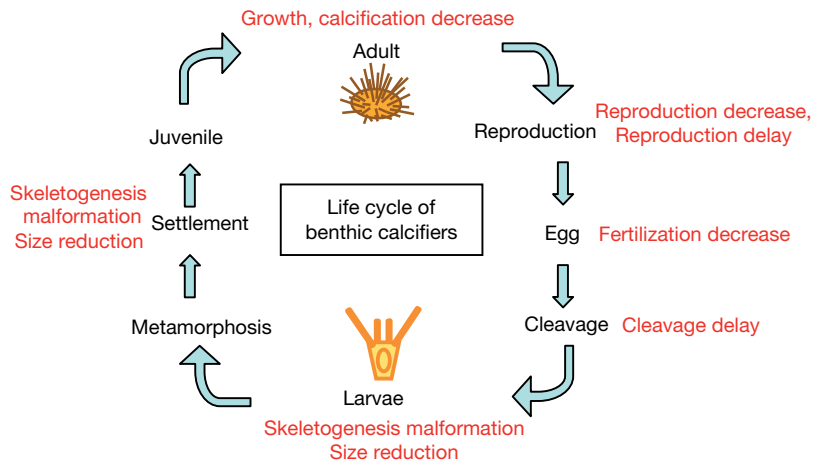 Growth, calcification decrease
Adult
Reproduction
Reproduction decrease,
Reproduction delay
Juvenile
Skeletogenesis
malformation
Size reduction
Settlement
Life cycle of
benthic calcifiers
Egg
Fertilization decrease
Metamorphosis
Cleavage
Cleavage delay
Larvae
Skeletogenesis malformation
Size reduction